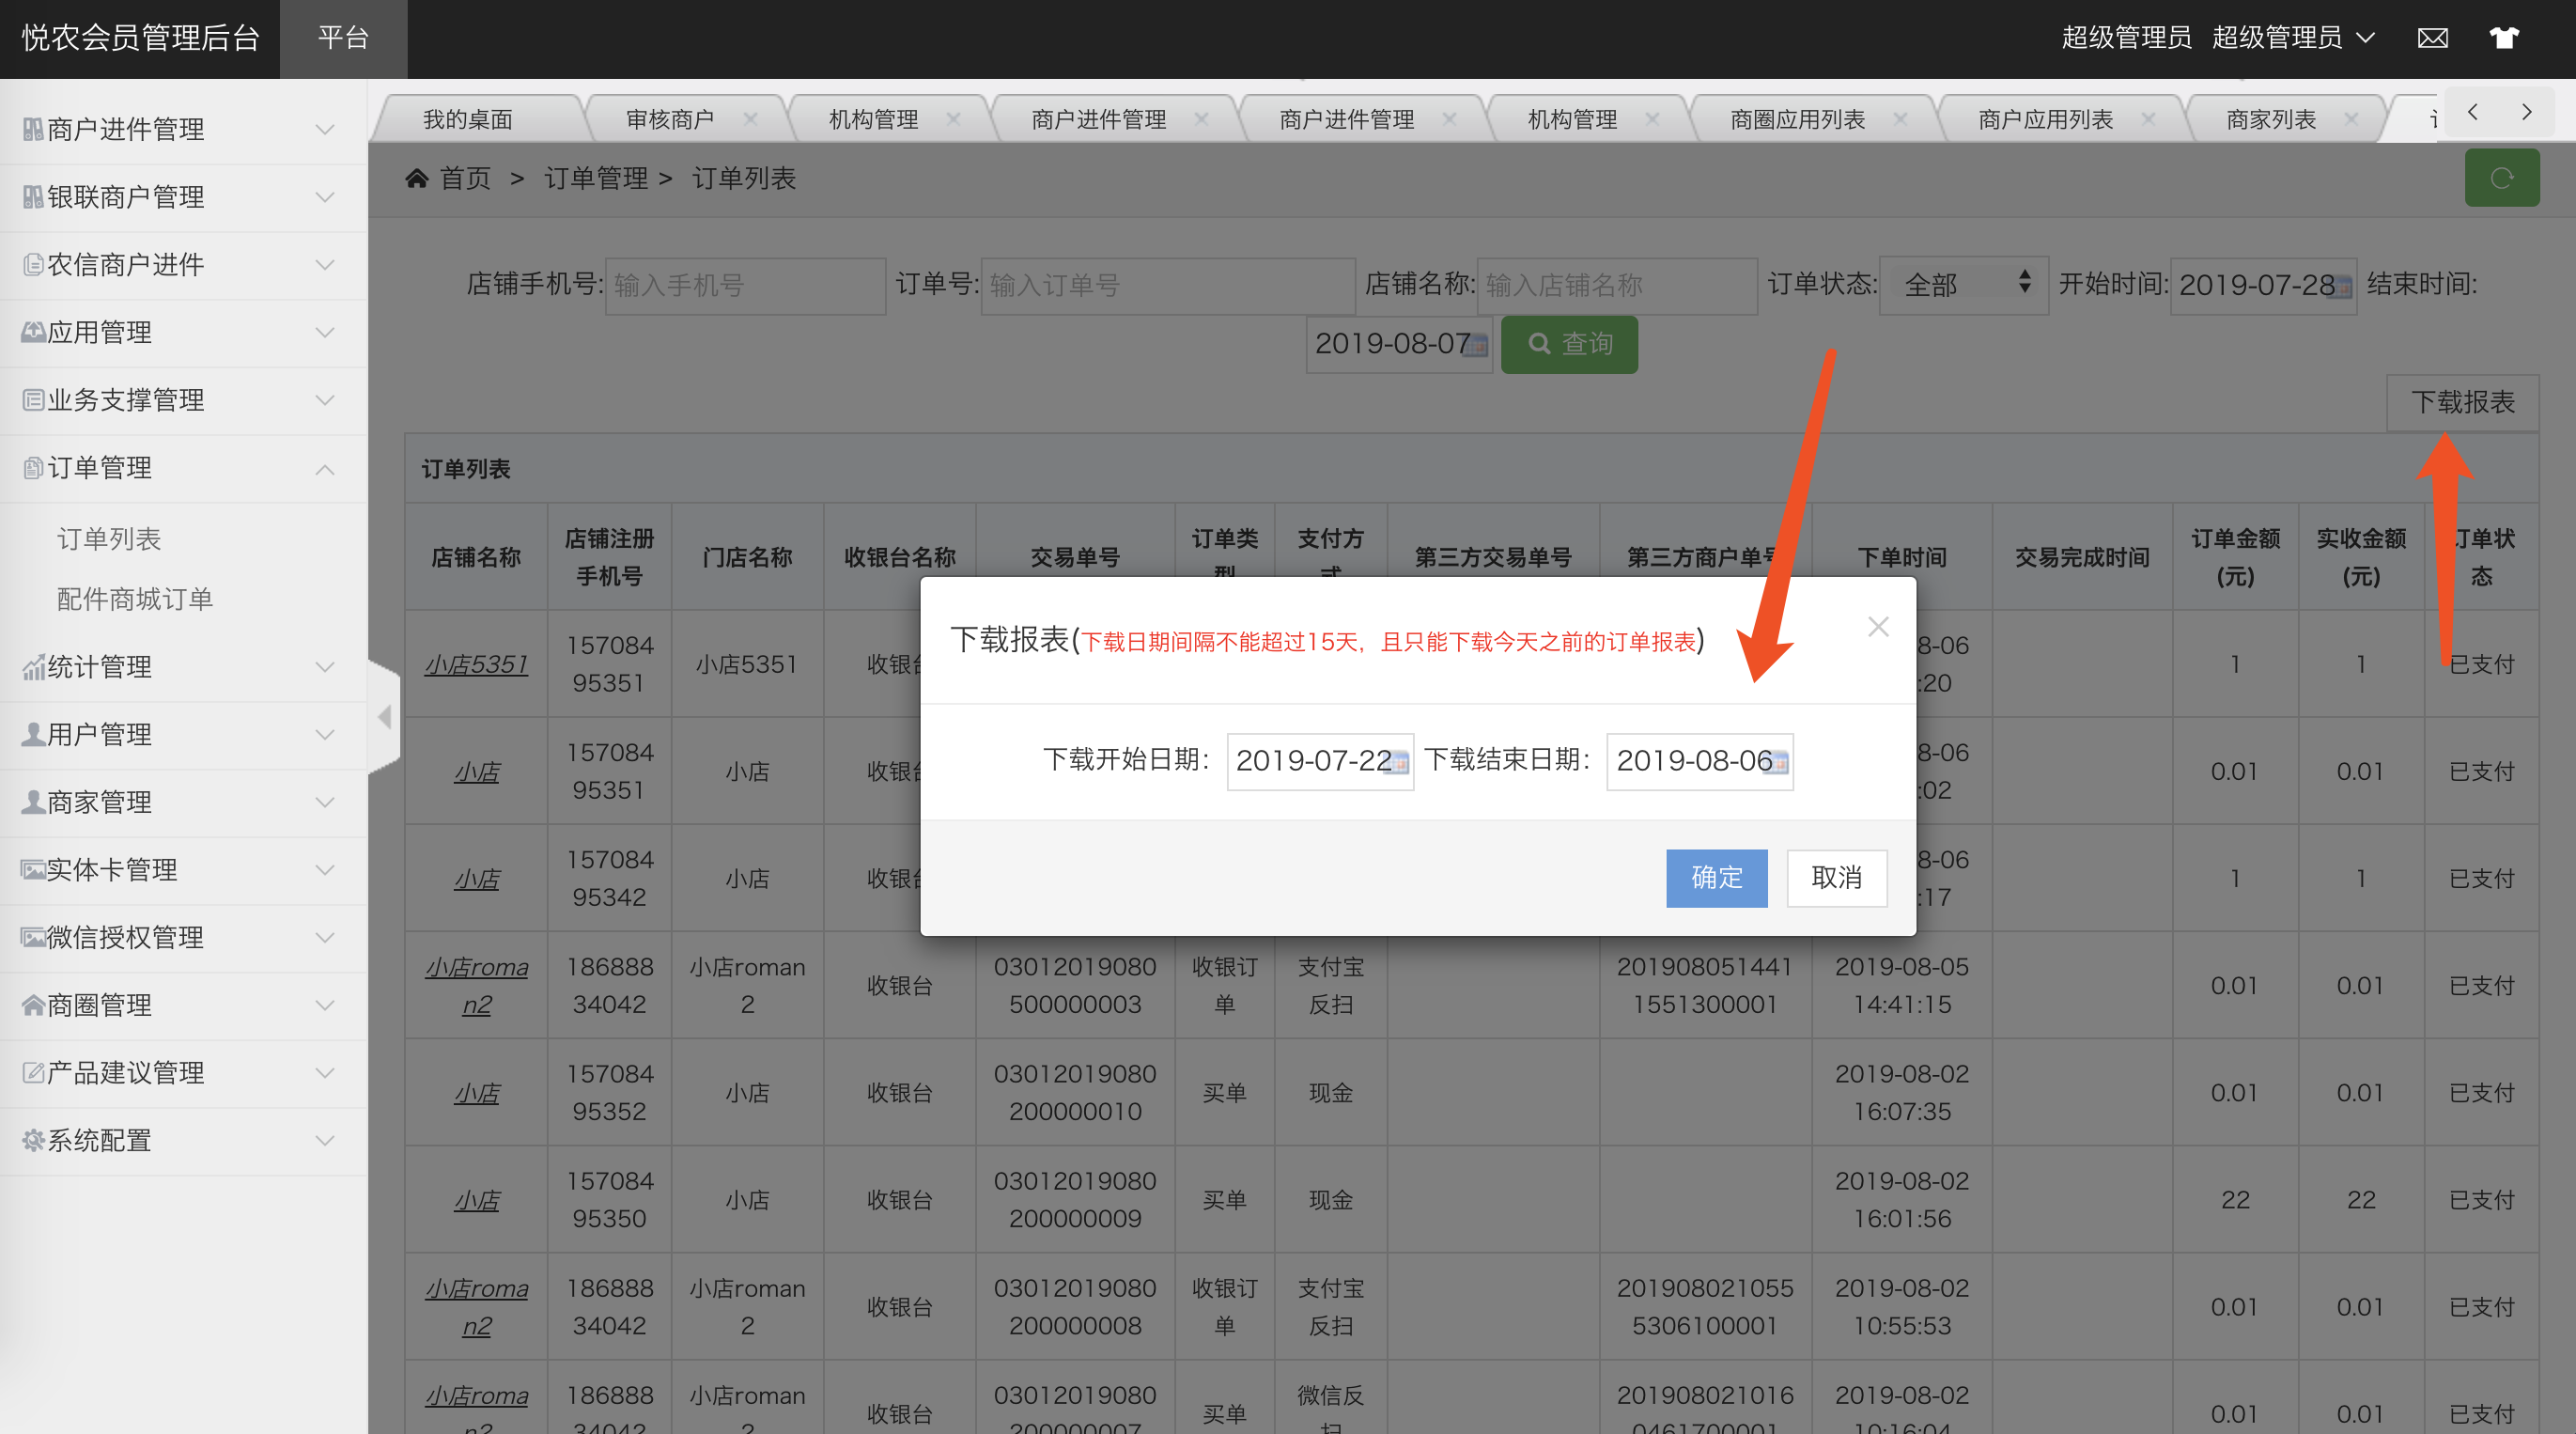 悦农会员管理后台 平台 超级管理员 超级管理员
我的桌面 审核商户 机构管理 商户进件管理 商户进件管理 机构管理 商圈应用列表 商户应用列表 商家列表
商户进件管理
银联商户管理
农信商户进件
应用管理
业务支撑管理
订单管理
订单列表
配件商城订单
统计管理
用户管理
商家管理
实体卡管理
微信授权管理
商圈管理
产品建议管理
系统配置
首页 > 订单管理 > 订单列表
店铺手机号: 输入手机号 订单号: 输入订单号 店铺名称: 输入店铺名称 订单状态: 全部 开始时间: 2019-07-28 结束时间:
2019-08-07 查询
下载报表
订单列表
店铺名称 店铺注册手机号 门店名称 收银台名称 交易单号 订单类型 支付方式 第三方交易单号 第三方商户单号 下单时间 交易完成时间 订单金额(元) 实收金额(元) 订单状态
下载报表(下载日期间隔不能超过15天，且只能下载今天之前的订单报表)
下载开始日期： 2019-07-22 下载结束日期： 2019-08-06
确定 取消
小店5351 15708495351 小店5351 收银 8-06 :20 1 1 已支付
小店 15708495351 小店 收银 8-06 :02 0.01 0.01 已支付
小店 15708495342 小店 收银 8-06 :17 1 1 已支付
小店roman2 18688834042 小店roman2 收银台 03012019080500000003 收银订单 支付宝反扫 2019080514411551300001 2019-08-05 14:41:15 0.01 0.01 已支付
小店 15708495352 小店 收银台 03012019080200000010 买单 现金 2019-08-02 16:07:35 0.01 0.01 已支付
小店 15708495350 小店 收银台 03012019080200000009 买单 现金 2019-08-02 16:01:56 22 22 已支付
小店roman2 18688834042 小店roman2 收银台 03012019080200000008 收银订单 支付宝反扫 2019080210555306100001 2019-08-02 10:55:53 0.01 0.01 已支付
小店roman2 18688834042 小店roman2 收银台 03012019080200000007 买单 微信反扫 2019080210160461700001 2019-08-02 10:16:04 0.01 0.01 已支付